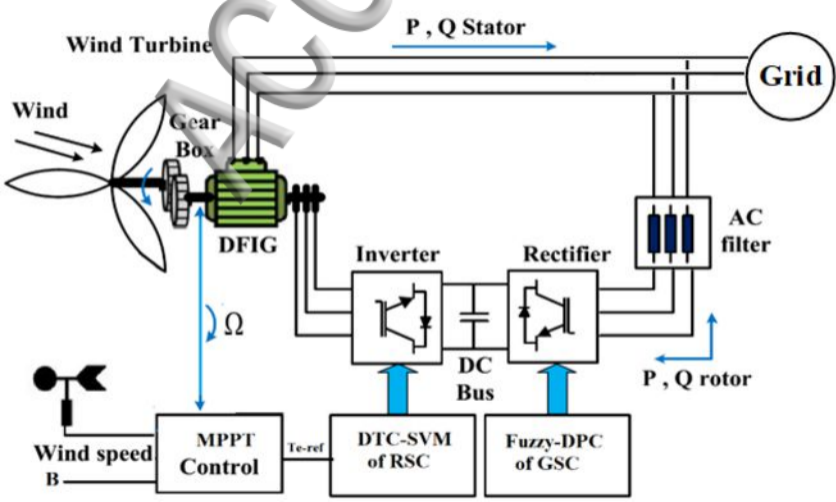 P , Q Stator
Wind Turbine
Grid
Wind
Gear
Box
DFIG
AC
filter
Inverter
Rectifier
Ω
DC
Bus
P , Q rotor
Wind speed
B
MPPT
Control
Te-ref
DTC-SVM
of RSC
Fuzzy-DPC
of GSC
ACC